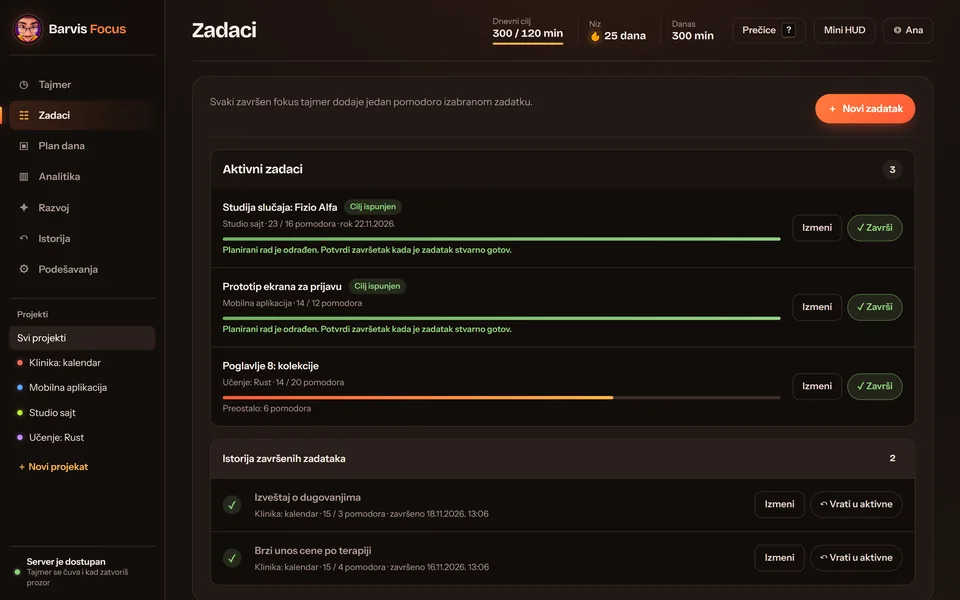 Barvis Focus
Tajmer
Zadaci
Plan dana
Analitika
Razvoj
Istorija
Podešavanja
Projekti
Svi projekti
Klinika: kalendar
Mobilna aplikacija
Studio sajt
Učenje: Rust
+ Novi projekat
Server je dostupan
Tajmer se čuva i kad zatvoriš
prozor
Zadaci
Dnevni cilj
300 / 120 min
Niz
25 dana
Danas
300 min
Prečice ?
Mini HUD
Ana
Svaki završen fokus tajmer dodaje jedan pomodoro izabranom zadatku.
+ Novi zadatak
Aktivni zadaci
3
Studija slučaja: Fizio Alfa Cilj ispunjen
Studio sajt · 23 / 16 pomodora · rok 22.11.2026.
Planirani rad je odrađen. Potvrdi završetak kada je zadatak stvarno gotov.
Izmeni
✓ Završi
Prototip ekrana za prijavu Cilj ispunjen
Mobilna aplikacija · 14 / 12 pomodora
Planirani rad je odrađen. Potvrdi završetak kada je zadatak stvarno gotov.
Izmeni
✓ Završi
Poglavlje 8: kolekcije
Učenje: Rust · 14 / 20 pomodora
Preostalo: 6 pomodora
Izmeni
✓ Završi
Istorija završenih zadataka
2
Izveštaj o dugovanjima
Klinika: kalendar · 15 / 3 pomodora · završeno 18.11.2026. 13:06
Izmeni
↶ Vrati u aktivne
Brzi unos cene po terapiji
Klinika: kalendar · 15 / 4 pomodora · završeno 16.11.2026. 13:06
Izmeni
↶ Vrati u aktivne